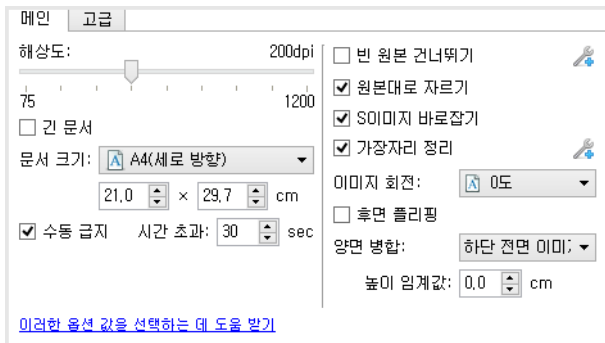 메인 고급
해상도: 200dpi
75 1200
긴 문서
문서 크기: A4(세로 방향)
21.0 × 29.7 cm
수동 급지 시간 초과: 30 sec
이러한 옵션 값을 선택하는 데 도움 받기
빈 원본 건너뛰기
원본대로 자르기
SO이미지 바로잡기
가장자리 정리
이미지 회전: 0도
후면 플리핑
양면 병합: 하단 전면 이미
높이 임계값: 0.0 cm